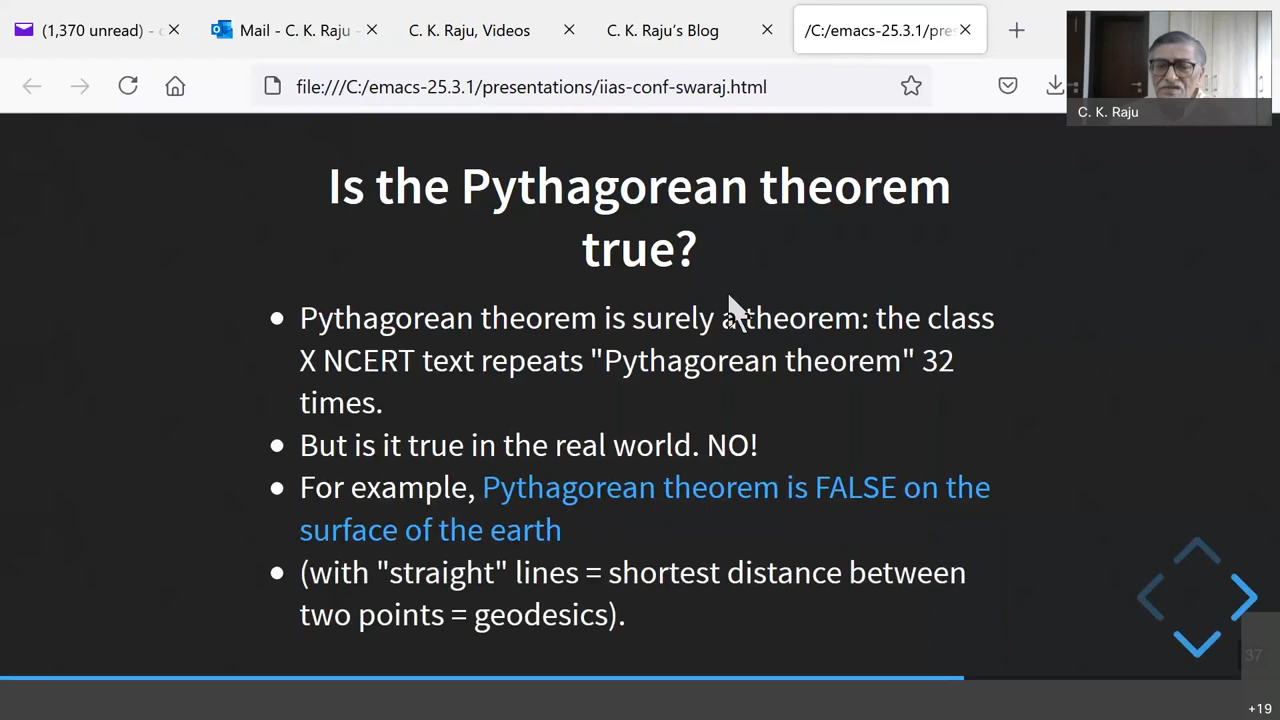 (1,370 unread) - c
Mail - C. K. Raju -
C. K. Raju, Videos
C. K. Raju's Blog
/C:/emacs-25.3.1/pres
file:///C:/emacs-25.3.1/presentations/iias-conf-swaraj.html
C. K. Raju
Is the Pythagorean theorem
true?
Pythagorean theorem is surely a theorem: the class
X NCERT text repeats "Pythagorean theorem" 32
times.
But is it true in the real world. NO!
For example, Pythagorean theorem is FALSE on the
surface of the earth
(with "straight" lines = shortest distance between
two points = geodesics).
37
+19